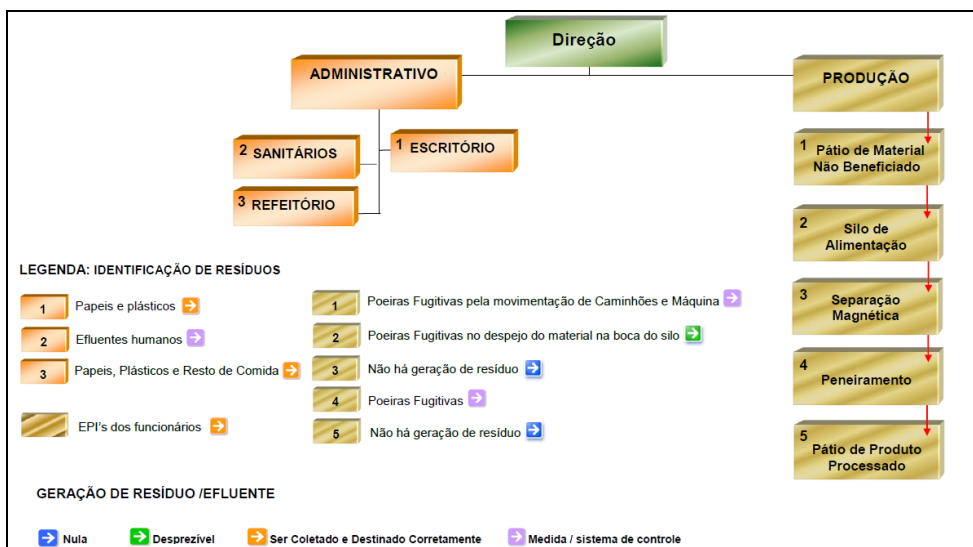 Direção
ADMINISTRATIVO
PRODUÇÃO
2 SANITÁRIOS
1 ESCRITÓRIO
3 REFEITÓRIO
1 Pátio de Material
Não Beneficiado
2 Silo de
Alimentação
3 Separação
Magnética
4 Peneiramento
5 Pátio de Produto
Processado
LEGENDA: IDENTIFICAÇÃO DE RESÍDUOS
1 Papeis e plásticos
2 Efluentes humanos
3 Papeis, Plásticos e Resto de Comida
EPI's dos funcionários
1 Poeiras Fugitivas pela movimentação de Caminhões e Máquina
2 Poeiras Fugitivas no despejo do material na boca do silo
3 Não há geração de resíduo
4 Poeiras Fugitivas
5 Não há geração de resíduo
GERAÇÃO DE RESÍDUO /EFLUENTE
Nula
Desprezível
Ser Coletado e Destinado Corretamente
Medida / sistema de controle